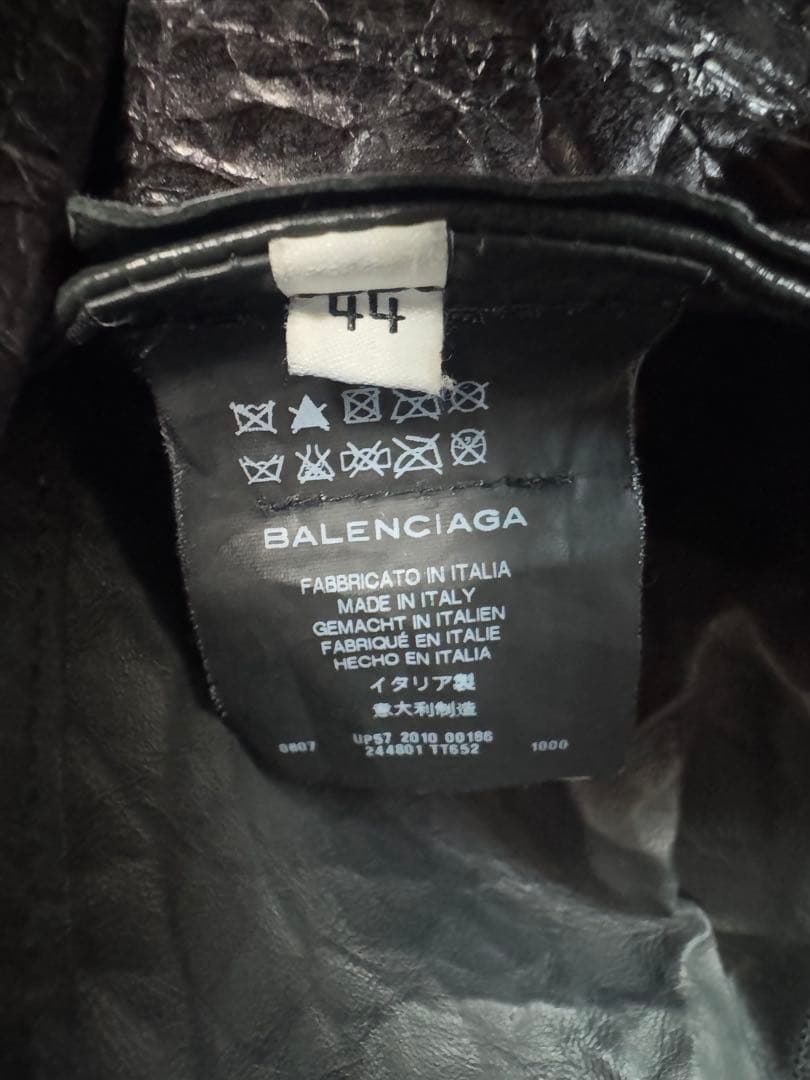 44
BALENCIAGA
FABBRICATO IN ITALIA
MADE IN ITALY
GEMACHT IN ITALIEN
FABRIQUÉ EN ITALIE
HECHO EN ITALIA
イタリア製
意大利制造
UP57 2010 00186
0807 244801 TT652 1000